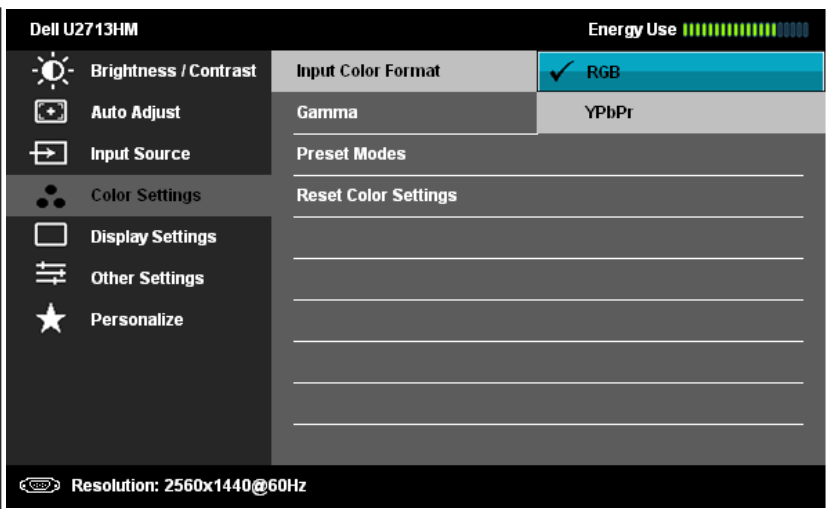 Dell U2713HM
Energy Use
Brightness / Contrast
Auto Adjust
Input Source
Color Settings
Display Settings
Other Settings
Personalize
Input Color Format
Gamma
Preset Modes
Reset Color Settings
RGB
YPbPr
Resolution: 2560x1440@60Hz